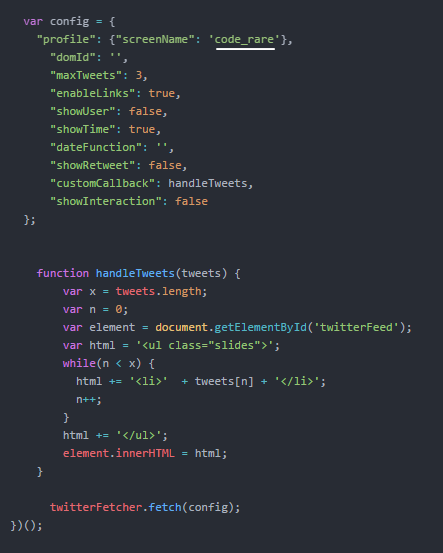 var config = {
"profile": {"screenName": 'code_rare'},
"domId": '',
"maxTweets": 3,
"enableLinks": true,
"showUser": false,
"showTime": true,
"dateFunction": '',
"showRetweet": false,
"customCallback": handleTweets,
"showInteraction": false
};
function handleTweets(tweets) {
var x = tweets.length;
var n = 0;
var element = document.getElementById('twitterFeed');
var html = '<ul class="slides">';
while(n < x) {
html += '<li>' + tweets[n] + '</li>';
n++;
}
html += '</ul>';
element.innerHTML = html;
}
twitterFetcher.fetch(config);
})();